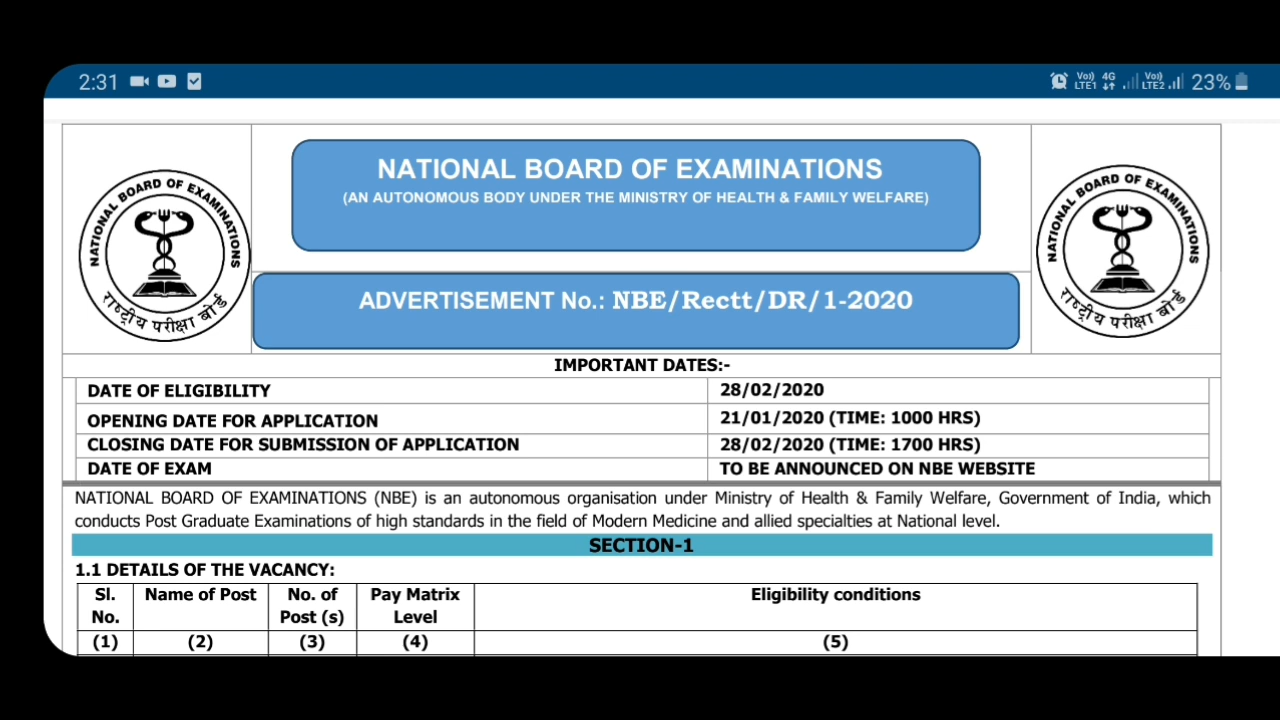 2:31
Vo)) LTE1 4G Vo)) LTE2 23%
NATIONAL BOARD OF EXAMINATIONS
राष्ट्रीय परीक्षा बोर्ड
NATIONAL BOARD OF EXAMINATIONS
(AN AUTONOMOUS BODY UNDER THE MINISTRY OF HEALTH & FAMILY WELFARE)
NATIONAL BOARD OF EXAMINATIONS
राष्ट्रीय परीक्षा बोर्ड
ADVERTISEMENT No.: NBE/Rectt/DR/1-2020
IMPORTANT DATES:-
DATE OF ELIGIBILITY 28/02/2020
OPENING DATE FOR APPLICATION 21/01/2020 (TIME: 1000 HRS)
CLOSING DATE FOR SUBMISSION OF APPLICATION 28/02/2020 (TIME: 1700 HRS)
DATE OF EXAM TO BE ANNOUNCED ON NBE WEBSITE
NATIONAL BOARD OF EXAMINATIONS (NBE) is an autonomous organisation under Ministry of Health & Family Welfare, Government of India, which
conducts Post Graduate Examinations of high standards in the field of Modern Medicine and allied specialties at National level.
SECTION-1
1.1 DETAILS OF THE VACANCY:
Sl. No. Name of Post No. of Post (s) Pay Matrix Level Eligibility conditions
(1) (2) (3) (4) (5)